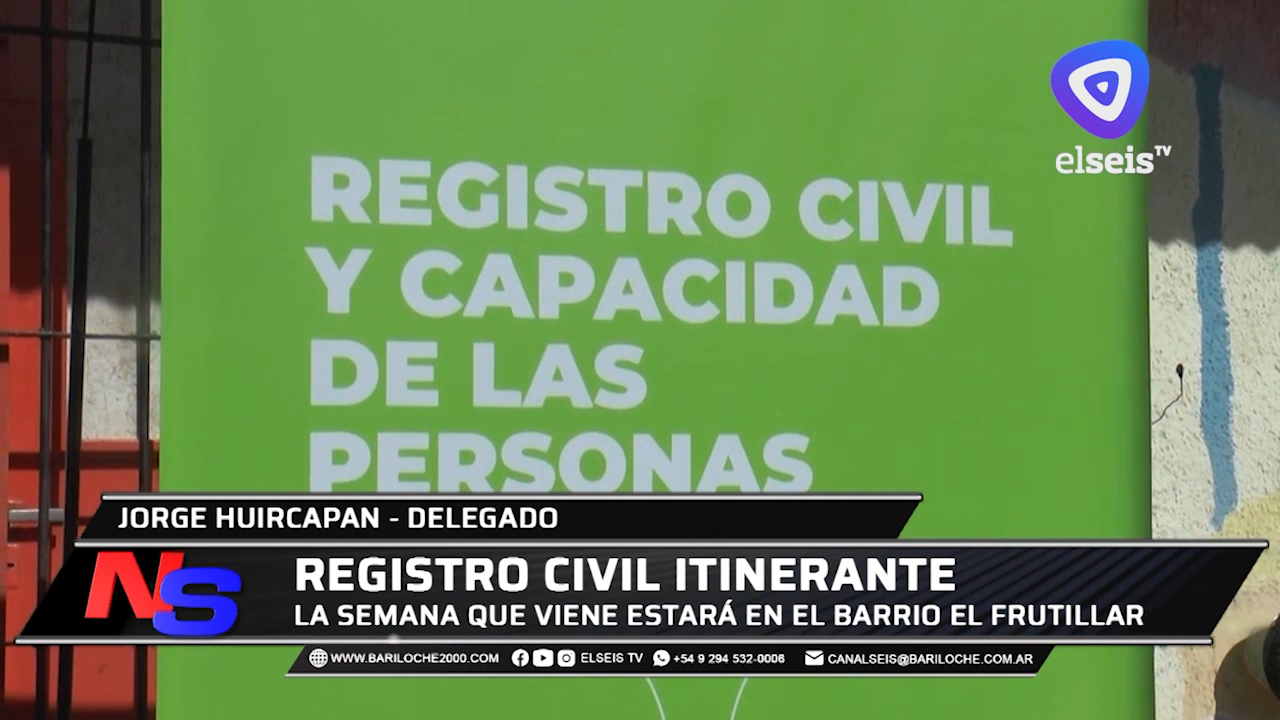 elseis TV
REGISTRO CIVIL
Y CAPACIDAD
DE LAS
PERSONAS
JORGE HUIRCAPAN - DELEGADO
NS
REGISTRO CIVIL ITINERANTE
LA SEMANA QUE VIENE ESTARÁ EN EL BARRIO EL FRUTILLAR
WWW.BARILOCHE2000.COM ELSEIS TV +54 9 294 532-0006 CANALSEIS@BARILOCHE.COM.AR